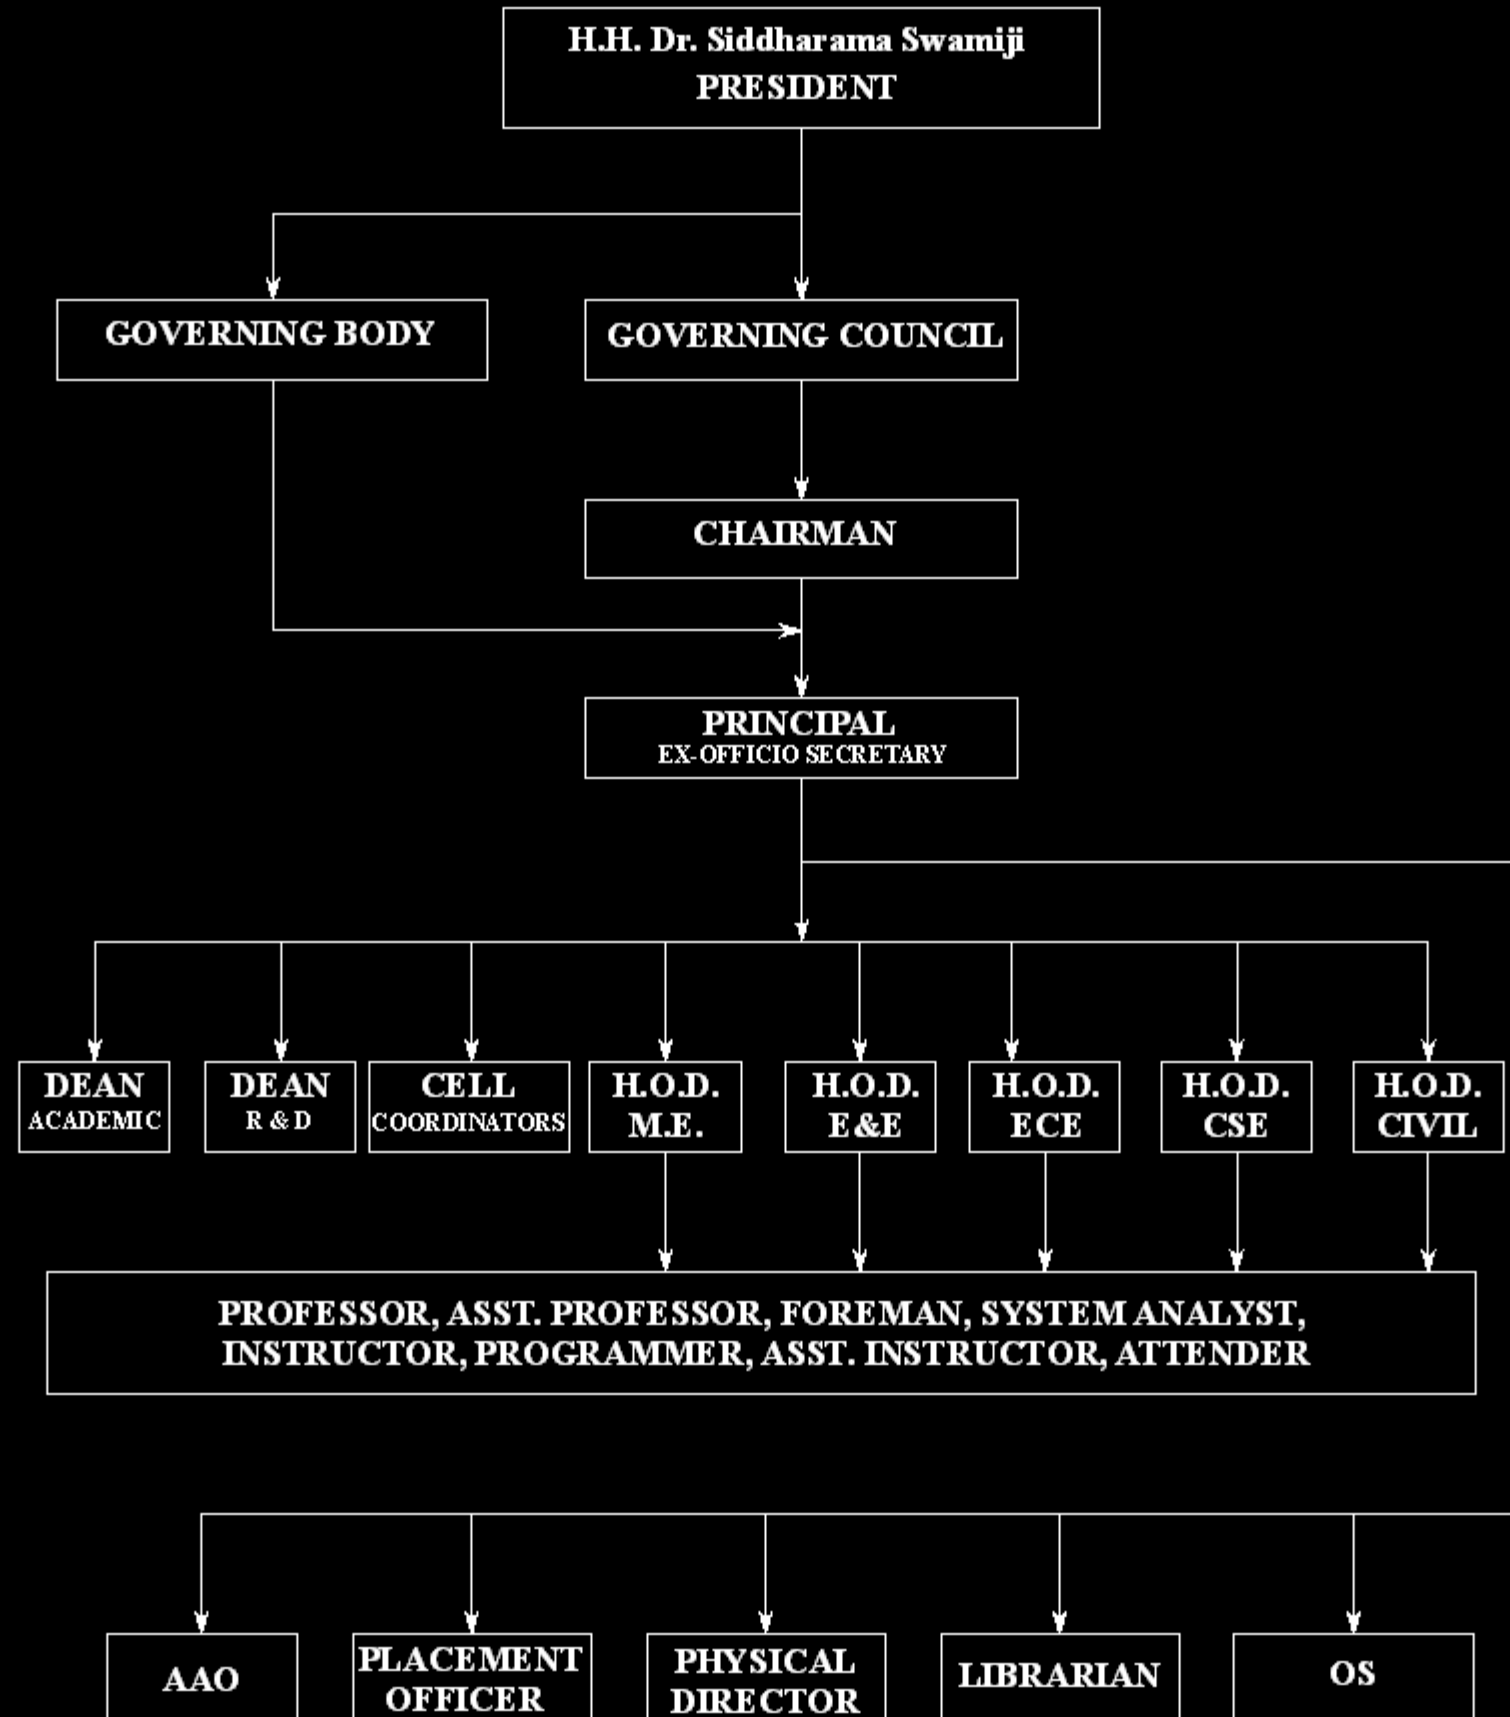 H.H. Dr. Siddharama Swamiji
PRESIDENT
GOVERNING BODY
GOVERNING COUNCIL
CHAIRMAN
PRINCIPAL
EX-OFFICIO SECRETARY
DEAN
ACADEMIC
DEAN
R & D
CELL
COORDINATORS
H.O.D.
M.E.
H.O.D.
E&E
H.O.D.
ECE
H.O.D.
CSE
H.O.D.
CIVIL
PROFESSOR, ASST. PROFESSOR, FOREMAN, SYSTEM ANALYST,
INSTRUCTOR, PROGRAMMER, ASST. INSTRUCTOR, ATTENDER
AAO
PLACEMENT
OFFICER
PHYSICAL
DIRECTOR
LIBRARIAN
OS